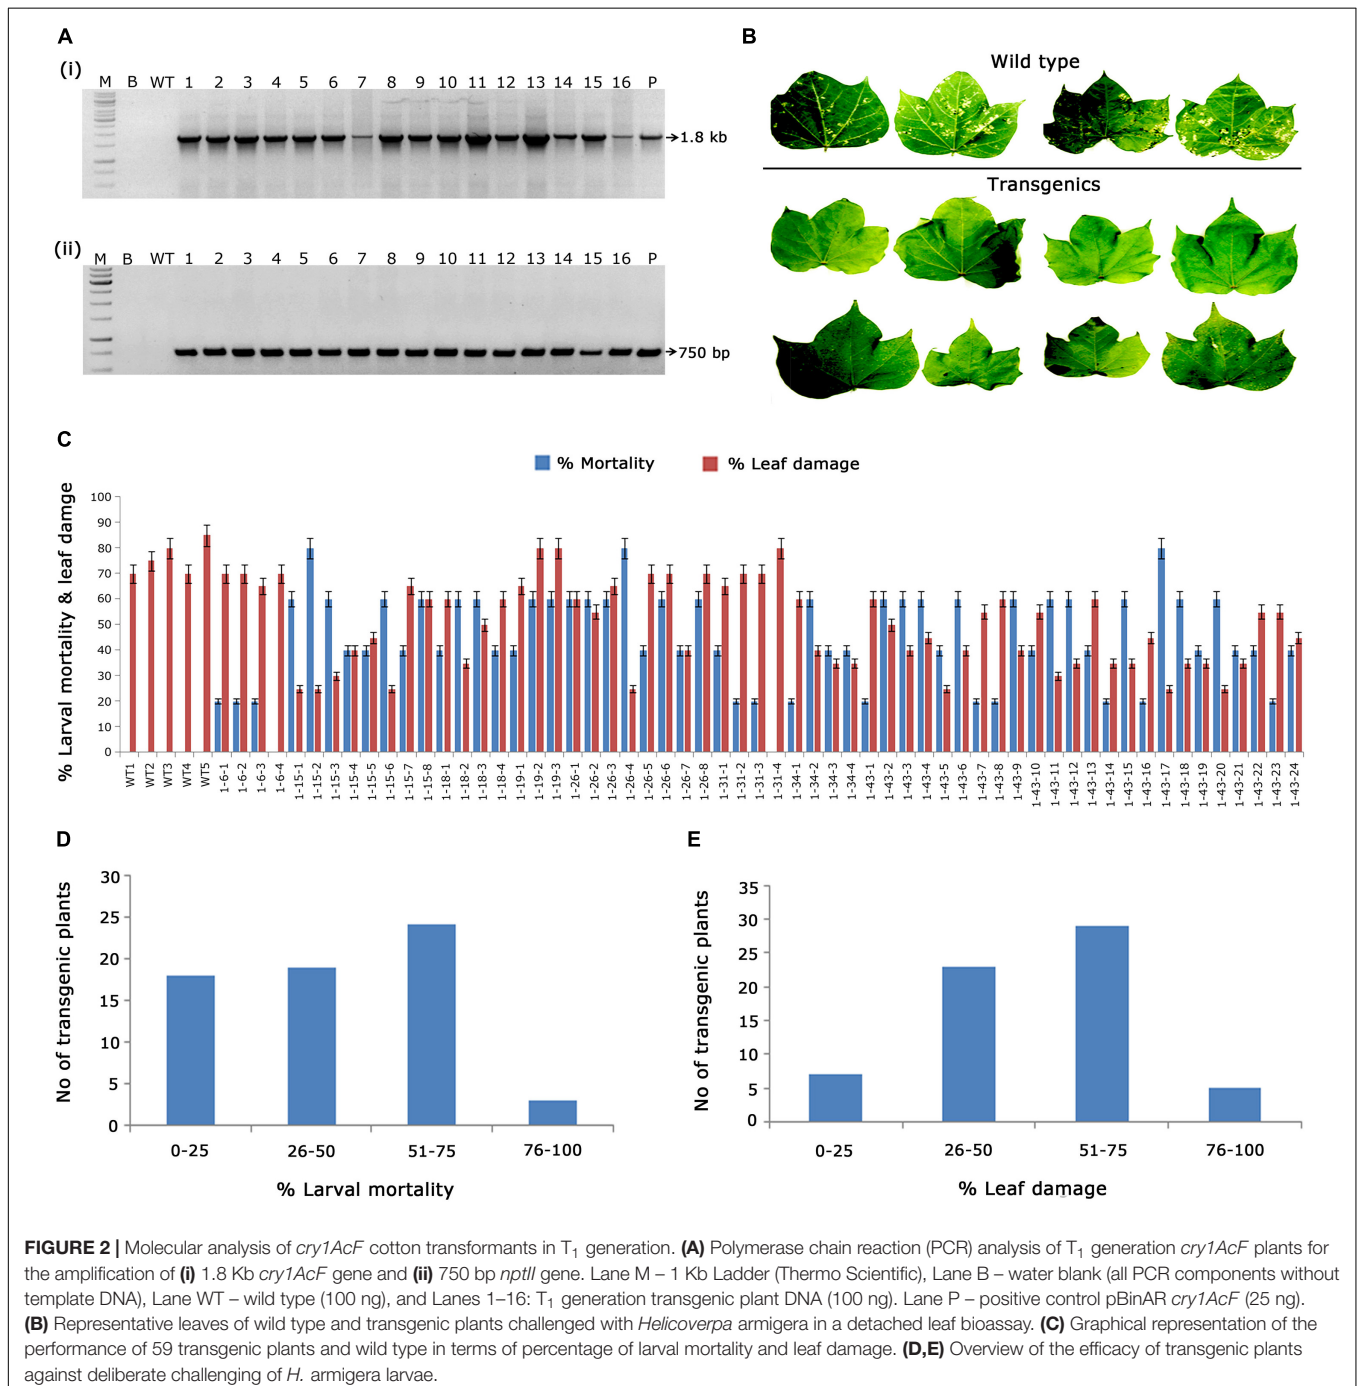 A
(i)
M B WT 1 2 3 4 5 6 7 8 9 10 11 12 13 14 15 16 P
→1.8 kb
(ii)
M B WT 1 2 3 4 5 6 7 8 9 10 11 12 13 14 15 16 P
→750 bp
B
Wild type
Transgenics
C
% Mortality
% Leaf damage
% Larval mortality & leaf damge
100
90
80
70
60
50
40
30
20
10
0
WT1 WT2 WT3 WT4 WT5 1-6-1 1-6-2 1-6-3 1-6-4 1-15-1 1-15-2 1-15-3 1-15-4 1-15-5 1-15-6 1-15-7 1-15-8 1-18-1 1-18-2 1-18-3 1-18-4 1-19-1 1-19-2 1-19-3 1-26-1 1-26-2 1-26-3 1-26-4 1-26-5 1-26-6 1-26-7 1-26-8 1-31-1 1-31-2 1-31-3 1-31-4 1-34-1 1-34-2 1-34-3 1-34-4 1-43-1 1-43-2 1-43-3 1-43-4 1-43-5 1-43-6 1-43-7 1-43-8 1-43-9 1-43-10 1-43-11 1-43-12 1-43-13 1-43-14 1-43-15 1-43-16 1-43-17 1-43-18 1-43-19 1-43-20 1-43-21 1-43-22 1-43-23 1-43-24
D
No of transgenic plants
30
25
20
15
10
5
0
0-25 26-50 51-75 76-100
% Larval mortality
E
No of transgenic plants
35
30
25
20
15
10
5
0
0-25 26-50 51-75 76-100
% Leaf damage
FIGURE 2 | Molecular analysis of cry1AcF cotton transformants in T1 generation. (A) Polymerase chain reaction (PCR) analysis of T1 generation cry1AcF plants for
the amplification of (i) 1.8 Kb cry1AcF gene and (ii) 750 bp nptII gene. Lane M – 1 Kb Ladder (Thermo Scientific), Lane B – water blank (all PCR components without
template DNA), Lane WT – wild type (100 ng), and Lanes 1–16: T1 generation transgenic plant DNA (100 ng). Lane P – positive control pBinAR cry1AcF (25 ng).
(B) Representative leaves of wild type and transgenic plants challenged with Helicoverpa armigera in a detached leaf bioassay. (C) Graphical representation of the
performance of 59 transgenic plants and wild type in terms of percentage of larval mortality and leaf damage. (D,E) Overview of the efficacy of transgenic plants
against deliberate challenging of H. armigera larvae.